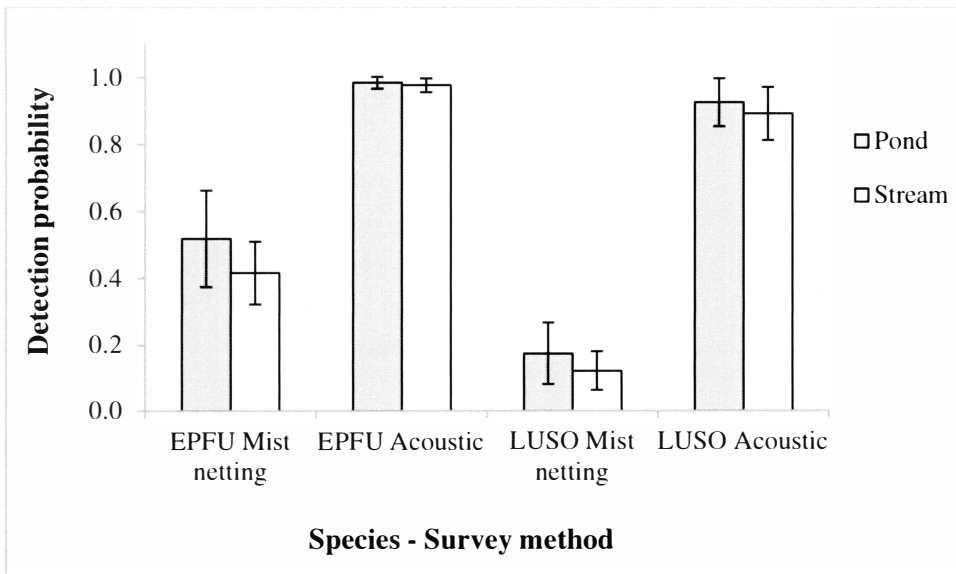 Detection probability
1.0
0.8
0.6
0.4
0.2
0.0
EPFU Mist
netting
EPFU Acoustic
LUSO Mist
netting
LUSO Acoustic
Species - Survey method
Pond
Stream